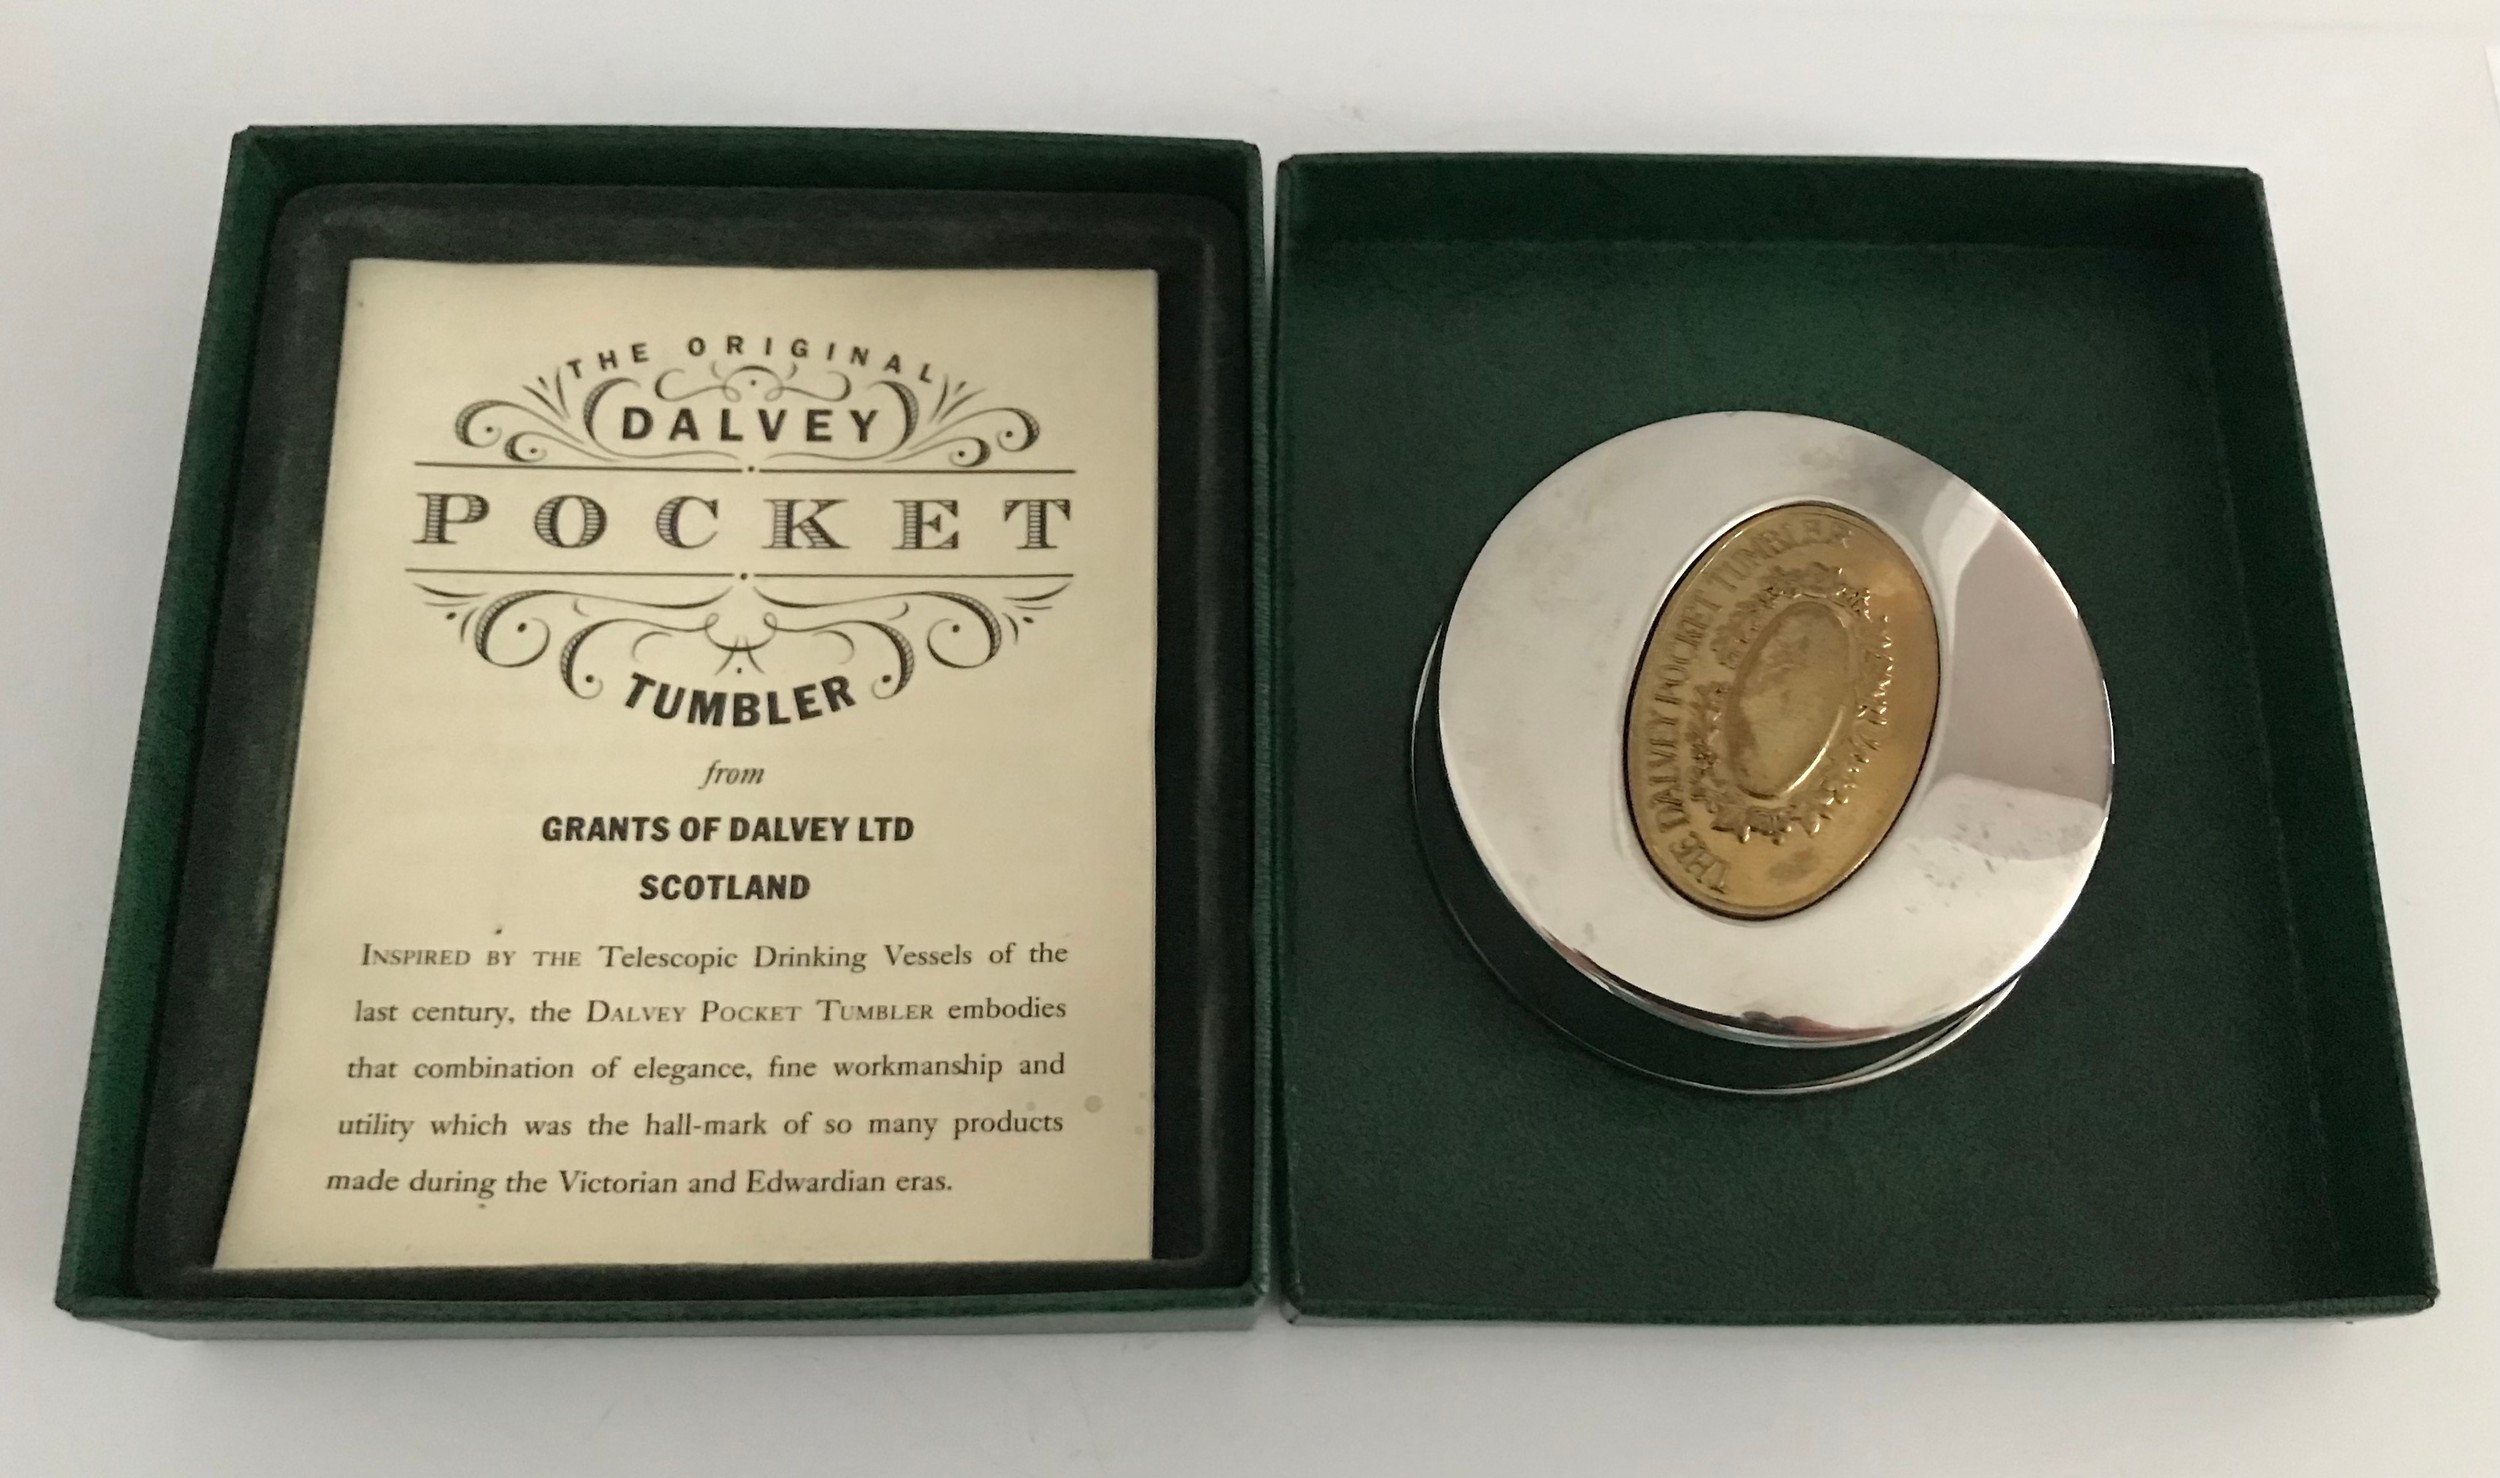 THE ORIGINAL
DALVEY
POCKET
TUMBLER
from
GRANTS OF DALVEY LTD
SCOTLAND
INSPIRED BY THE Telescopic Drinking Vessels of the
last century, the DALVEY POCKET TUMBLER embodies
that combination of elegance, fine workmanship and
utility which was the hall-mark of so many products
made during the Victorian and Edwardian eras.
THE DALVEY POCKET TUMBLER